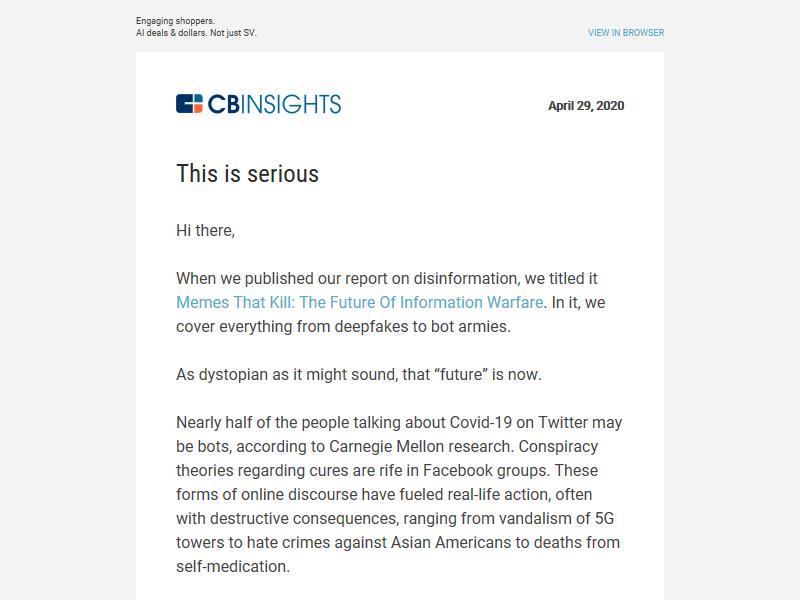 Engaging shoppers.
AI deals & dollars. Not just SV.
VIEW IN BROWSER
CBINSIGHTS
April 29, 2020
This is serious
Hi there,
When we published our report on disinformation, we titled it
Memes That Kill: The Future Of Information Warfare. In it, we
cover everything from deepfakes to bot armies.
As dystopian as it might sound, that “future” is now.
Nearly half of the people talking about Covid-19 on Twitter may
be bots, according to Carnegie Mellon research. Conspiracy
theories regarding cures are rife in Facebook groups. These
forms of online discourse have fueled real-life action, often
with destructive consequences, ranging from vandalism of 5G
towers to hate crimes against Asian Americans to deaths from
self-medication.